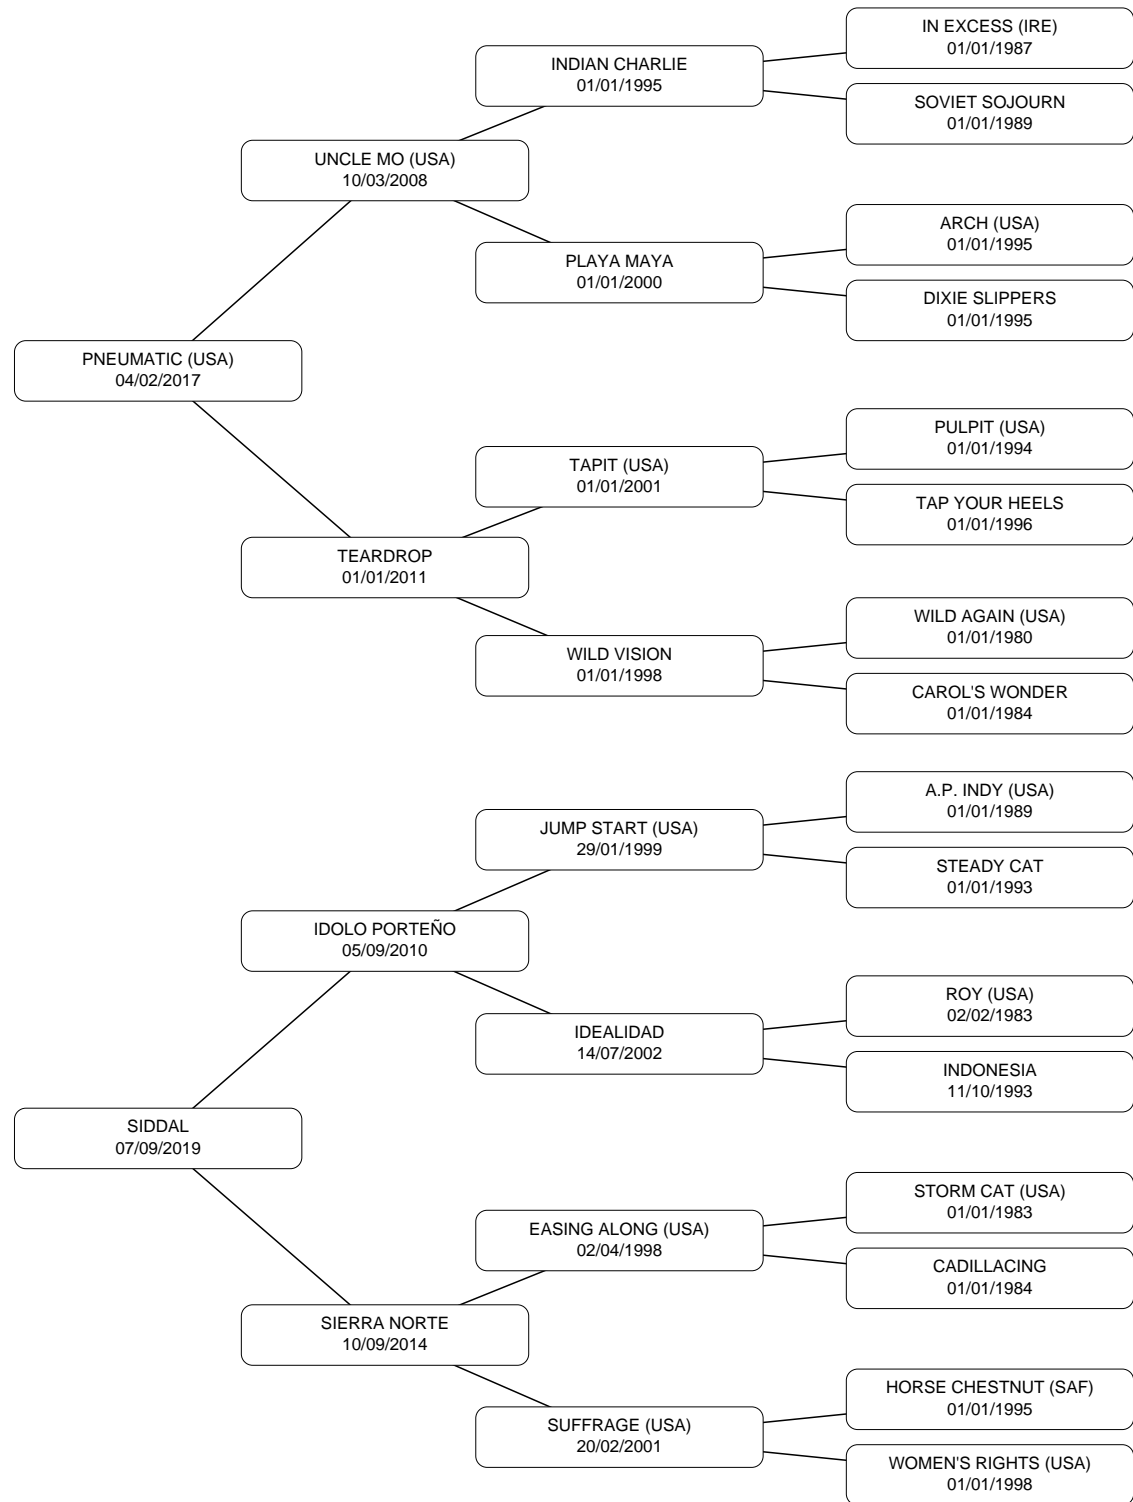 IN EXCESS (IRE)
01/01/1987
INDIAN CHARLIE
01/01/1995
SOVIET SOJOURN
01/01/1989
UNCLE MO (USA)
10/03/2008
ARCH (USA)
01/01/1995
PLAYA MAYA
01/01/2000
DIXIE SLIPPERS
01/01/1995
PNEUMATIC (USA)
04/02/2017
PULPIT (USA)
01/01/1994
TAPIT (USA)
01/01/2001
TAP YOUR HEELS
01/01/1996
TEARDROP
01/01/2011
WILD AGAIN (USA)
01/01/1980
WILD VISION
01/01/1998
CAROL'S WONDER
01/01/1984
A.P. INDY (USA)
01/01/1989
JUMP START (USA)
29/01/1999
STEADY CAT
01/01/1993
IDOLO PORTEÑO
05/09/2010
ROY (USA)
02/02/1983
IDEALIDAD
14/07/2002
INDONESIA
11/10/1993
SIDDAL
07/09/2019
STORM CAT (USA)
01/01/1983
EASING ALONG (USA)
02/04/1998
CADILLACING
01/01/1984
SIERRA NORTE
10/09/2014
HORSE CHESTNUT (SAF)
01/01/1995
SUFFRAGE (USA)
20/02/2001
WOMEN'S RIGHTS (USA)
01/01/1998